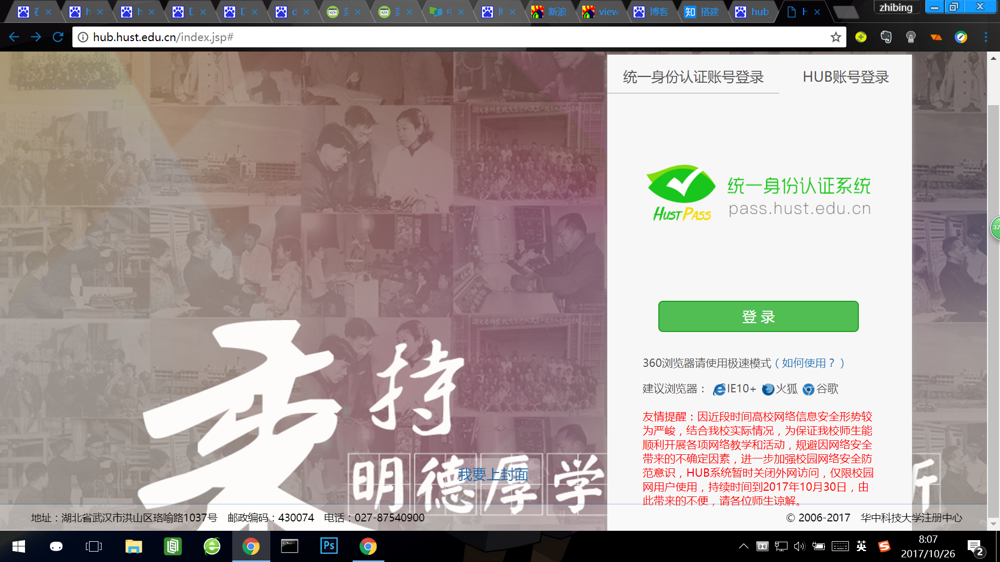 zhibing
新浪
view
博客
知 搭建
hub
hub.hust.edu.cn/index.jsp#
统一身份认证账号登录
HUB账号登录
统一身份认证系统
HUSTPASS
pass.hust.edu.cn
登 录
360浏览器请使用极速模式（如何使用？）
建议浏览器： IE10+ 火狐 谷歌
友情提醒：因近段时间高校网络信息安全形势较
为严峻，结合我校实际情况，为保证我校师生能
顺利开展各项网络教学和活动，规避因网络安全
带来的不确定因素，进一步加强校园网络安全防
范意识，HUB系统暂时关闭外网访问，仅限校园
网用户使用，持续时间到2017年10月30日，由
此带来的不便，请各位师生谅解。
秉持
明德厚学
我要上封面
37
地址：湖北省武汉市洪山区珞喻路1037号 邮政编码：430074 电话：027-87540900
© 2006-2017 华中科技大学注册中心
Ps
英
8:07
2017/10/26
2